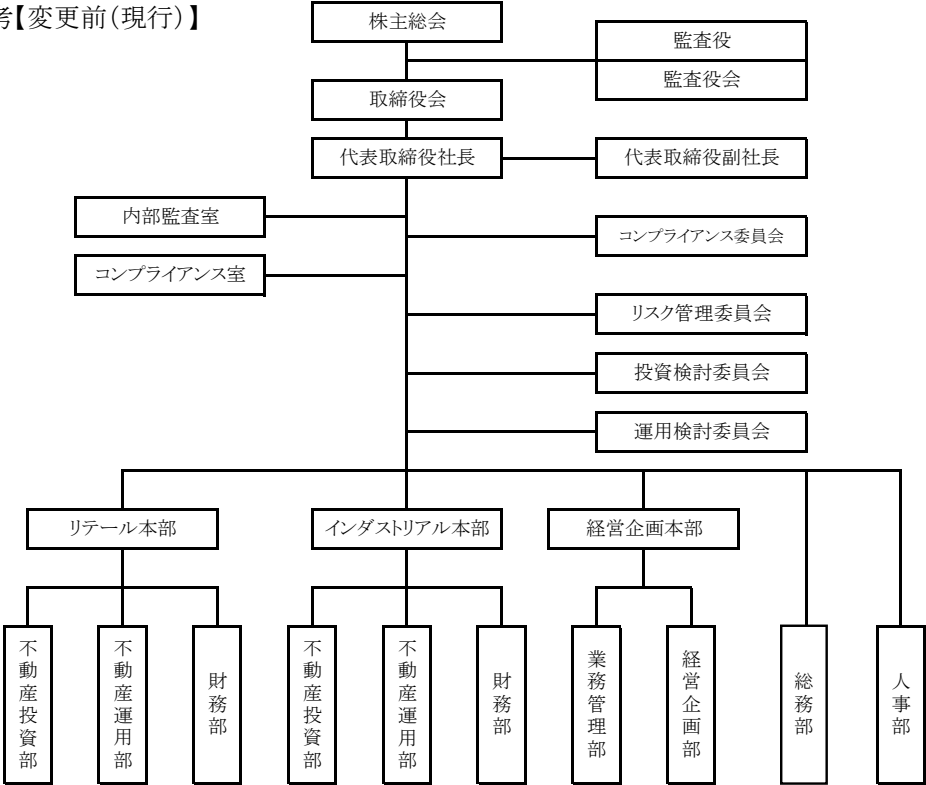 考【変更前(現行)】
株主総会
監査役
監査役会
取締役会
代表取締役社長
代表取締役副社長
内部監査室
コンプライアンス委員会
コンプライアンス室
リスク管理委員会
投資検討委員会
運用検討委員会
リテール本部
インダストリアル本部
経営企画本部
不動産投資部
不動産運用部
財務部
不動産投資部
不動産運用部
財務部
業務管理部
経営企画部
総務部
人事部